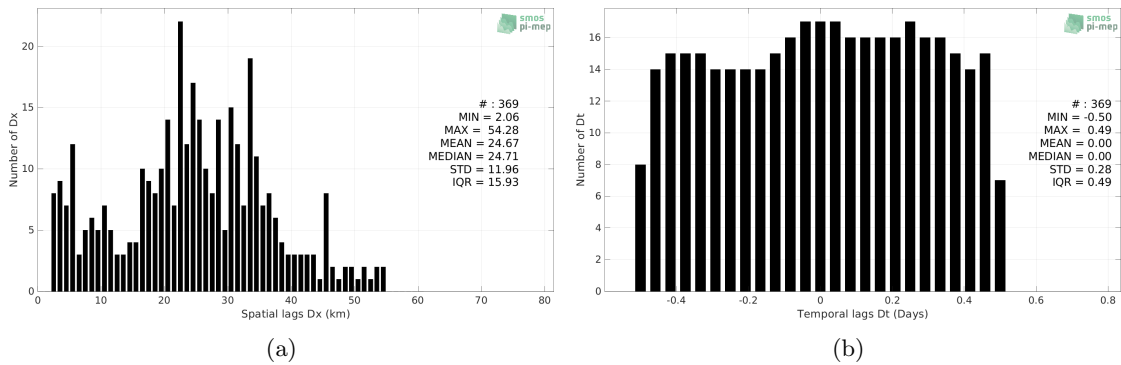 smos
pi-mep
Number of Dx
20
15
10
5
0
# : 369
MIN = 2.06
MAX = 54.28
MEAN = 24.67
MEDIAN = 24.71
STD = 11.96
IQR = 15.93
0 10 20 30 40 50 60 70 80
Spatial lags Dx (km)
(a)
smos
pi-mep
Number of Dt
16
14
12
10
8
6
4
2
0
# : 369
MIN = -0.50
MAX = 0.49
MEAN = 0.00
MEDIAN = 0.00
STD = 0.28
IQR = 0.49
-0.4 -0.2 0 0.2 0.4 0.6 0.8
Temporal lags Dt (Days)
(b)